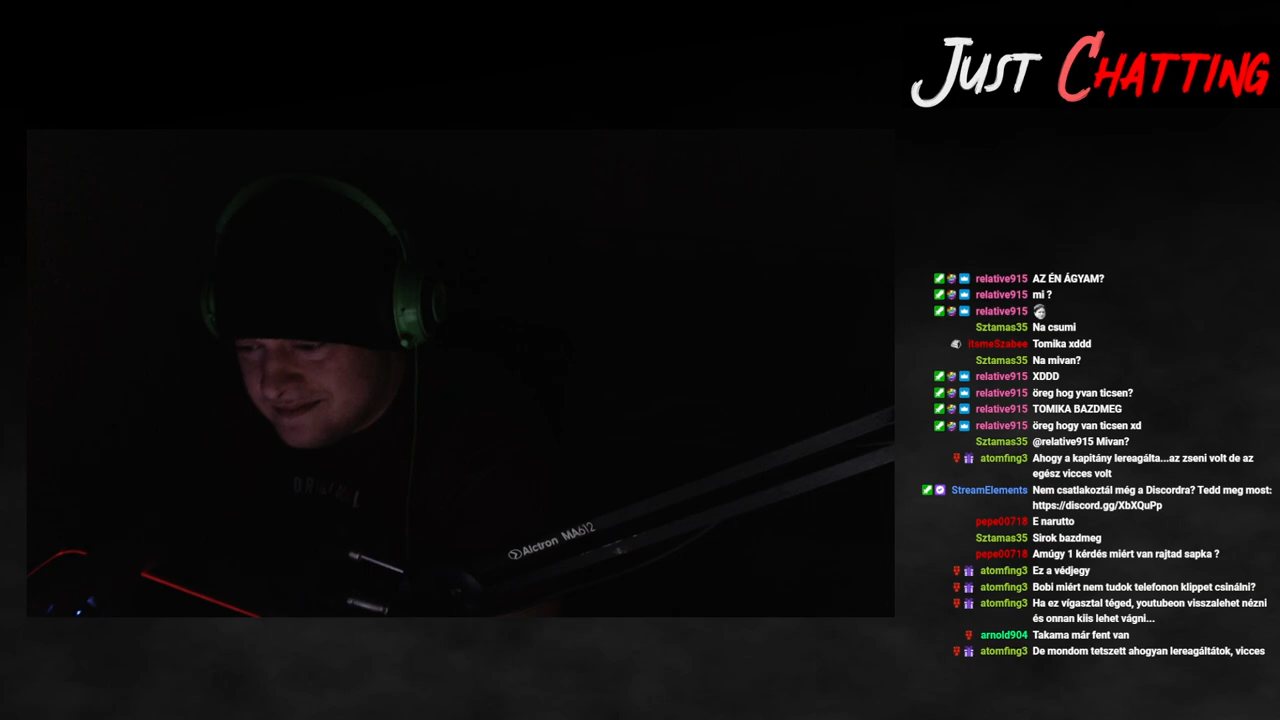 JUST CHATTING
relative915 AZ ÉN ÁGYAM?
relative915 mi ?
relative915
Sztamas35 Na csumi
ItsmeSzabee Tomika xddd
Sztamas35 Na mivan?
relative915 XDDD
relative915 öreg hog yvan ticsen?
relative915 TOMIKA BAZDMEG
relative915 öreg hogy van ticsen xd
Sztamas35 @relative915 Mivan?
atomfing3 Ahogy a kapitány lereagálta...az zseni volt de az
egész vicces volt
StreamElements Nem csatlakoztál még a Discordra? Tedd meg most:
https://discord.gg/XbXQuPp
pepe00718 E narutto
Sztamas35 Sirok bazdmeg
pepe00718 Amúgy 1 kérdés miért van rajtad sapka ?
atomfing3 Ez a védjegy
atomfing3 Bobi miért nem tudok telefonon klippet csinálni?
atomfing3 Ha ez vígasztal téged, youtubeon visszalehet nézni
és onnan kiis lehet vágni...
arnold904 Takama már fent van
atomfing3 De mondom tetszett ahogyan lereagáltátok, vicces
Alctron MA612